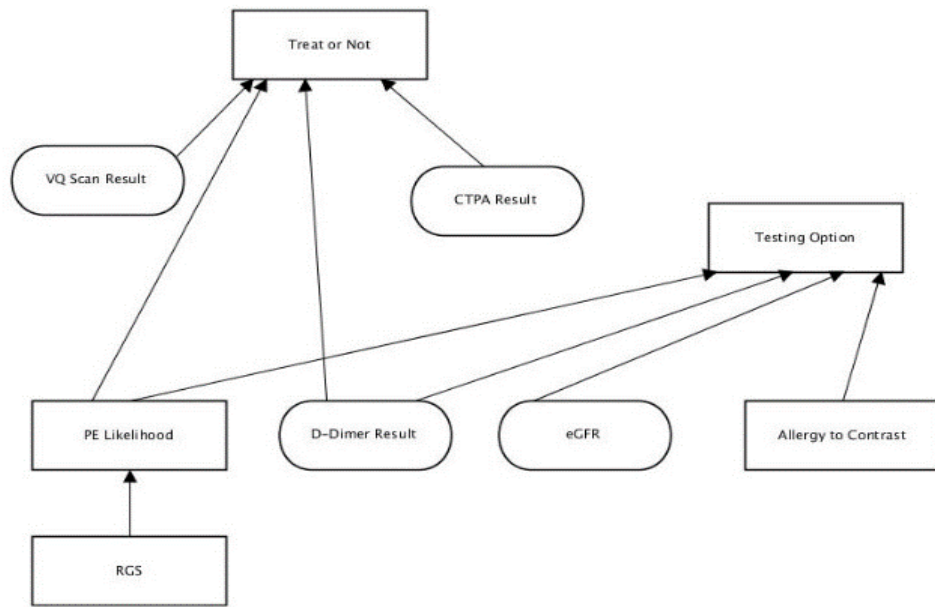 Treat or Not
VQ Scan Result
CTPA Result
Testing Option
PE Likelihood
D-Dimer Result
eGFR
Allergy to Contrast
RGS